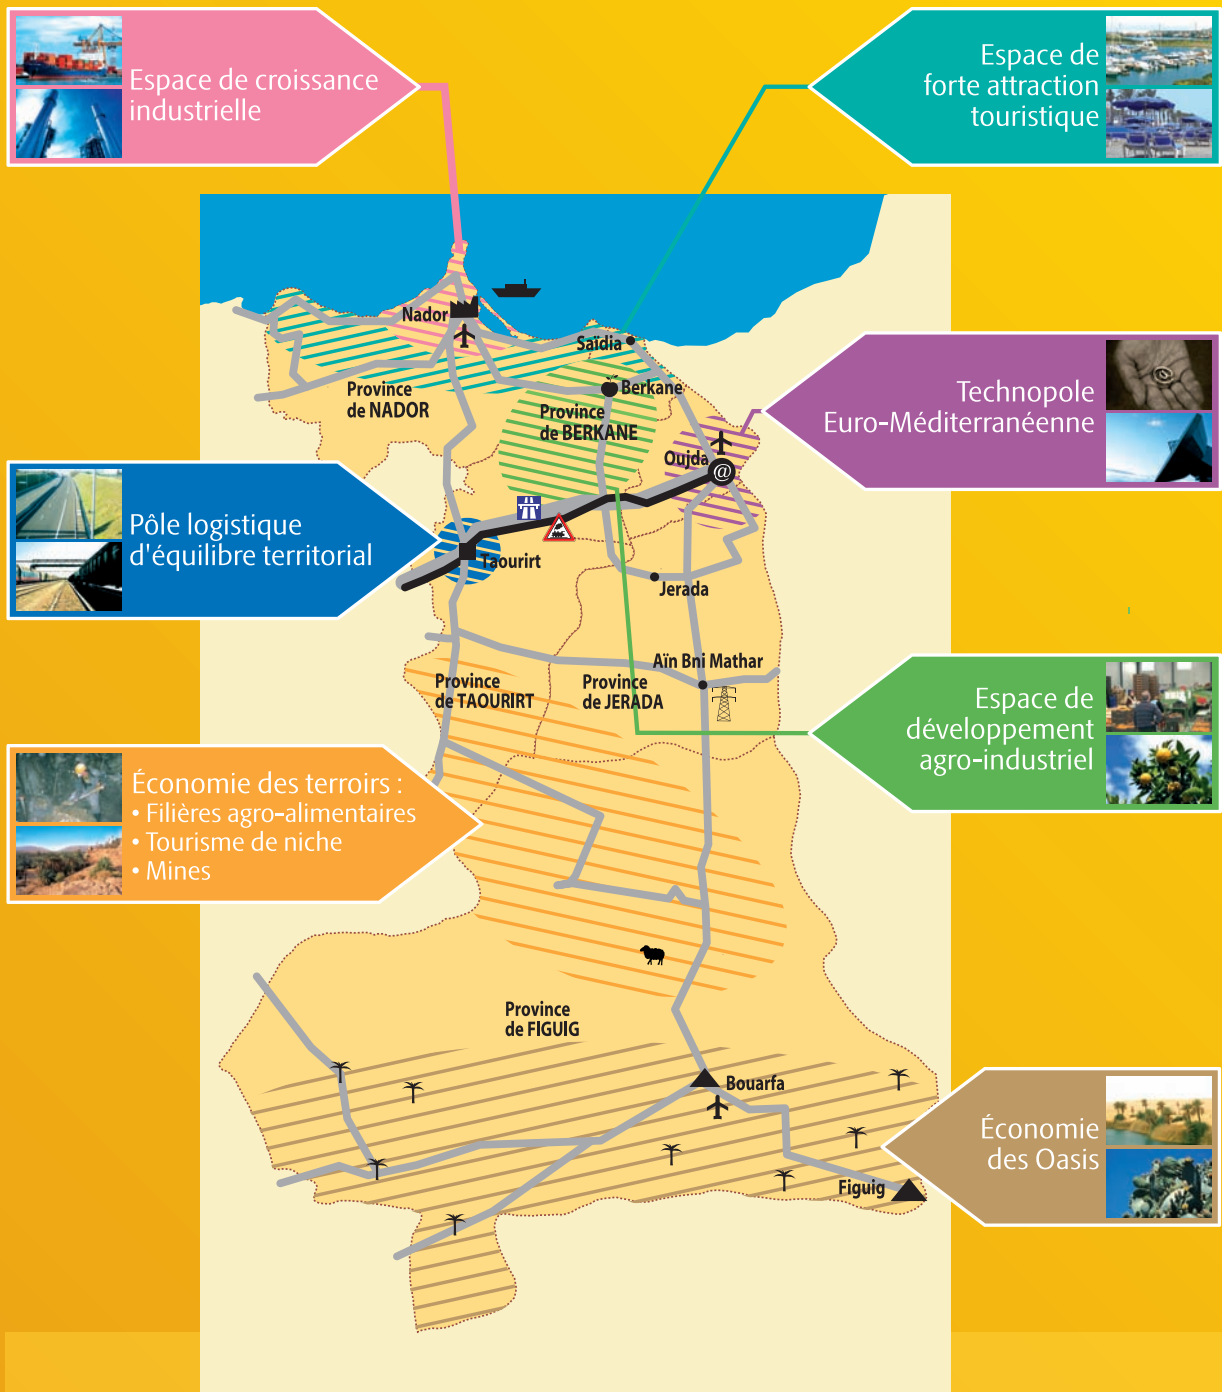 Espace de croissance
industrielle
Espace de
forte attraction
touristique
Nador
Saïdia
Province
de NADOR
Berkane
Province
de BERKANE
Technopole
Euro-Méditerranéenne
Oujda
@
Pôle logistique
d'équilibre territorial
Taourirt
Jerada
Aïn Bni Mathar
Province
de TAOURIRT
Province
de JERADA
Espace de
développement
agro-industriel
Économie des terroirs :
• Filières agro-alimentaires
• Tourisme de niche
• Mines
Province
de FIGUIG
Bouarfa
Économie
des Oasis
Figuig